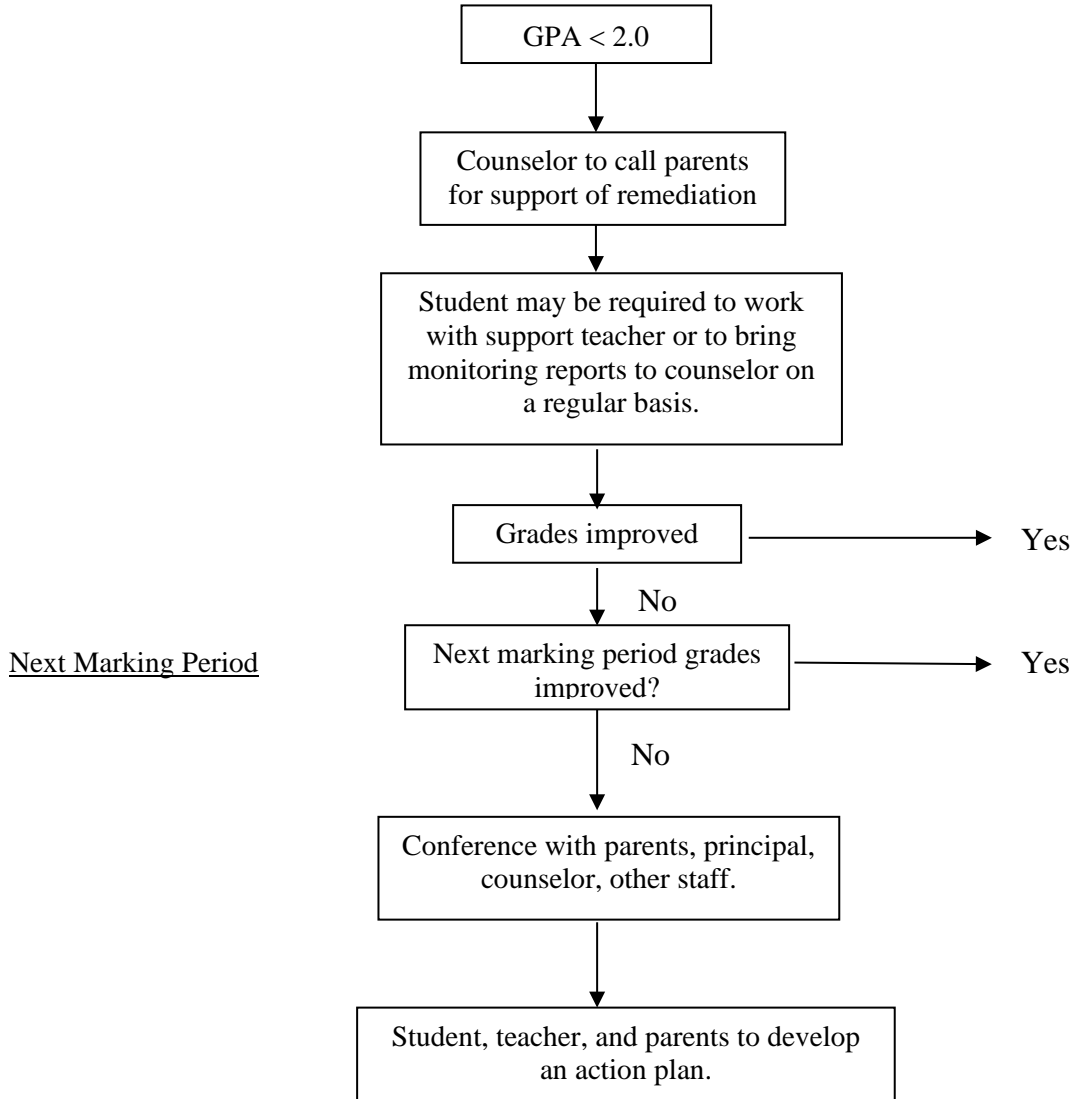 GPA < 2.0
Counselor to call parents
for support of remediation
Student may be required to work
with support teacher or to bring
monitoring reports to counselor on
a regular basis.
Grades improved
Yes
No
Next Marking Period
Next marking period grades
improved?
Yes
No
Conference with parents, principal,
counselor, other staff.
Student, teacher, and parents to develop
an action plan.